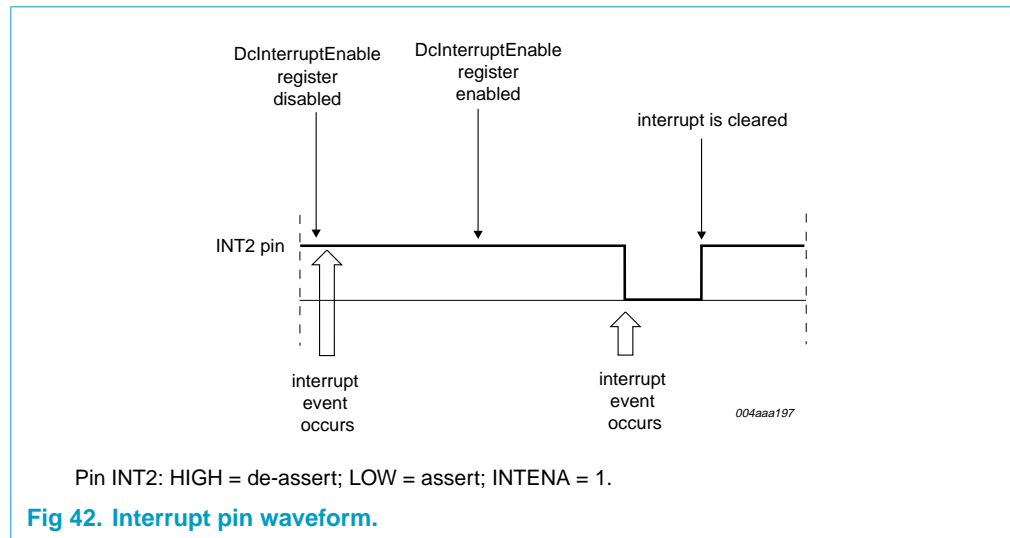 DcInterruptEnable
register
disabled
DcInterruptEnable
register
enabled
interrupt is cleared
INT2 pin
interrupt
event
occurs
interrupt
event
occurs
004aaa197
Pin INT2: HIGH = de-assert; LOW = assert; INTENA = 1.
Fig 42. Interrupt pin waveform.